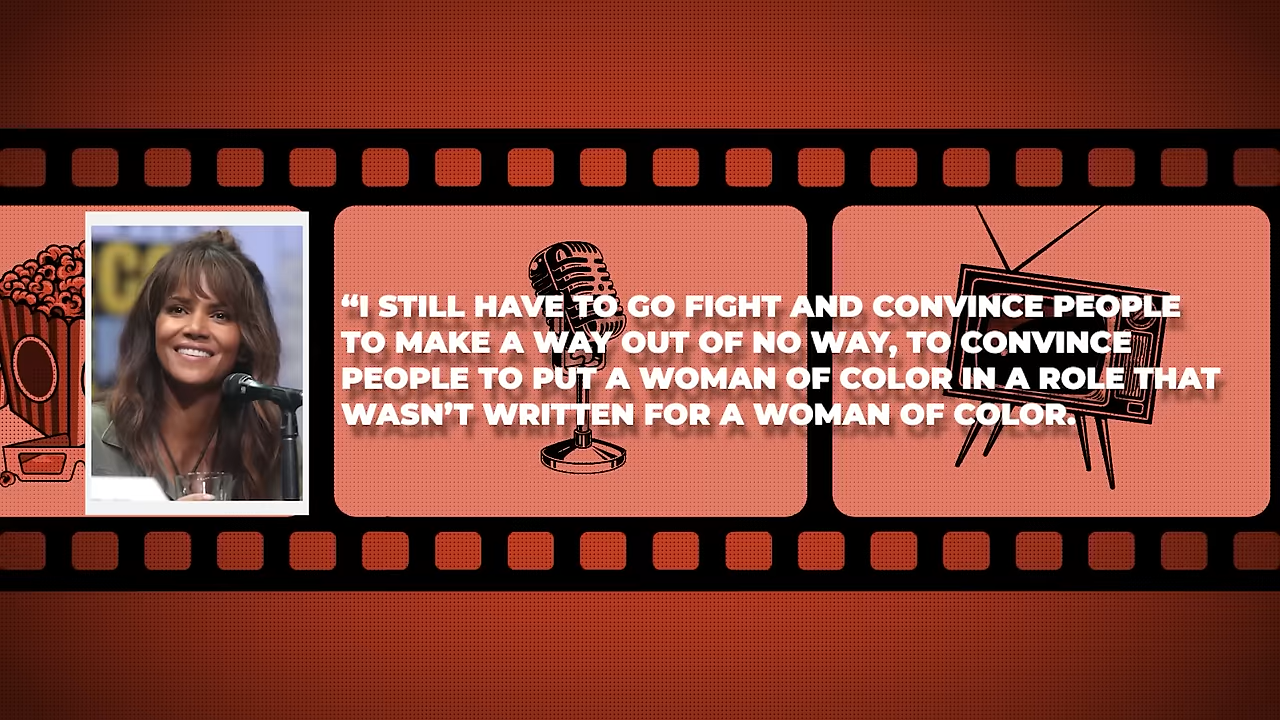 “I STILL HAVE TO GO FIGHT AND CONVINCE PEOPLE
TO MAKE A WAY OUT OF NO WAY, TO CONVINCE
PEOPLE TO PUT A WOMAN OF COLOR IN A ROLE THAT
WASN’T WRITTEN FOR A WOMAN OF COLOR.